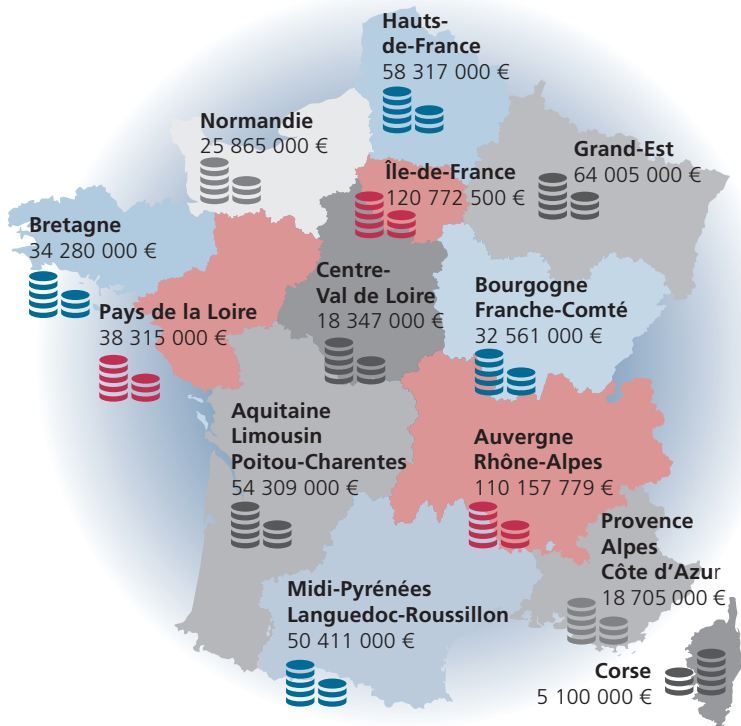 Hauts-
de-France
58 317 000 €
Normandie
25 865 000 €
Île-de-France
120 772 500 €
Grand-Est
64 005 000 €
Bretagne
34 280 000 €
Pays de la Loire
38 315 000 €
Centre-
Val de Loire
18 347 000 €
Bourgogne
Franche-Comté
32 561 000 €
Aquitaine
Limousin
Poitou-Charentes
54 309 000 €
Auvergne
Rhône-Alpes
110 157 779 €
Provence
Alpes
Côte d'Azur
18 705 000 €
Midi-Pyrénées
Languedoc-Roussillon
50 411 000 €
Corse
5 100 000 €